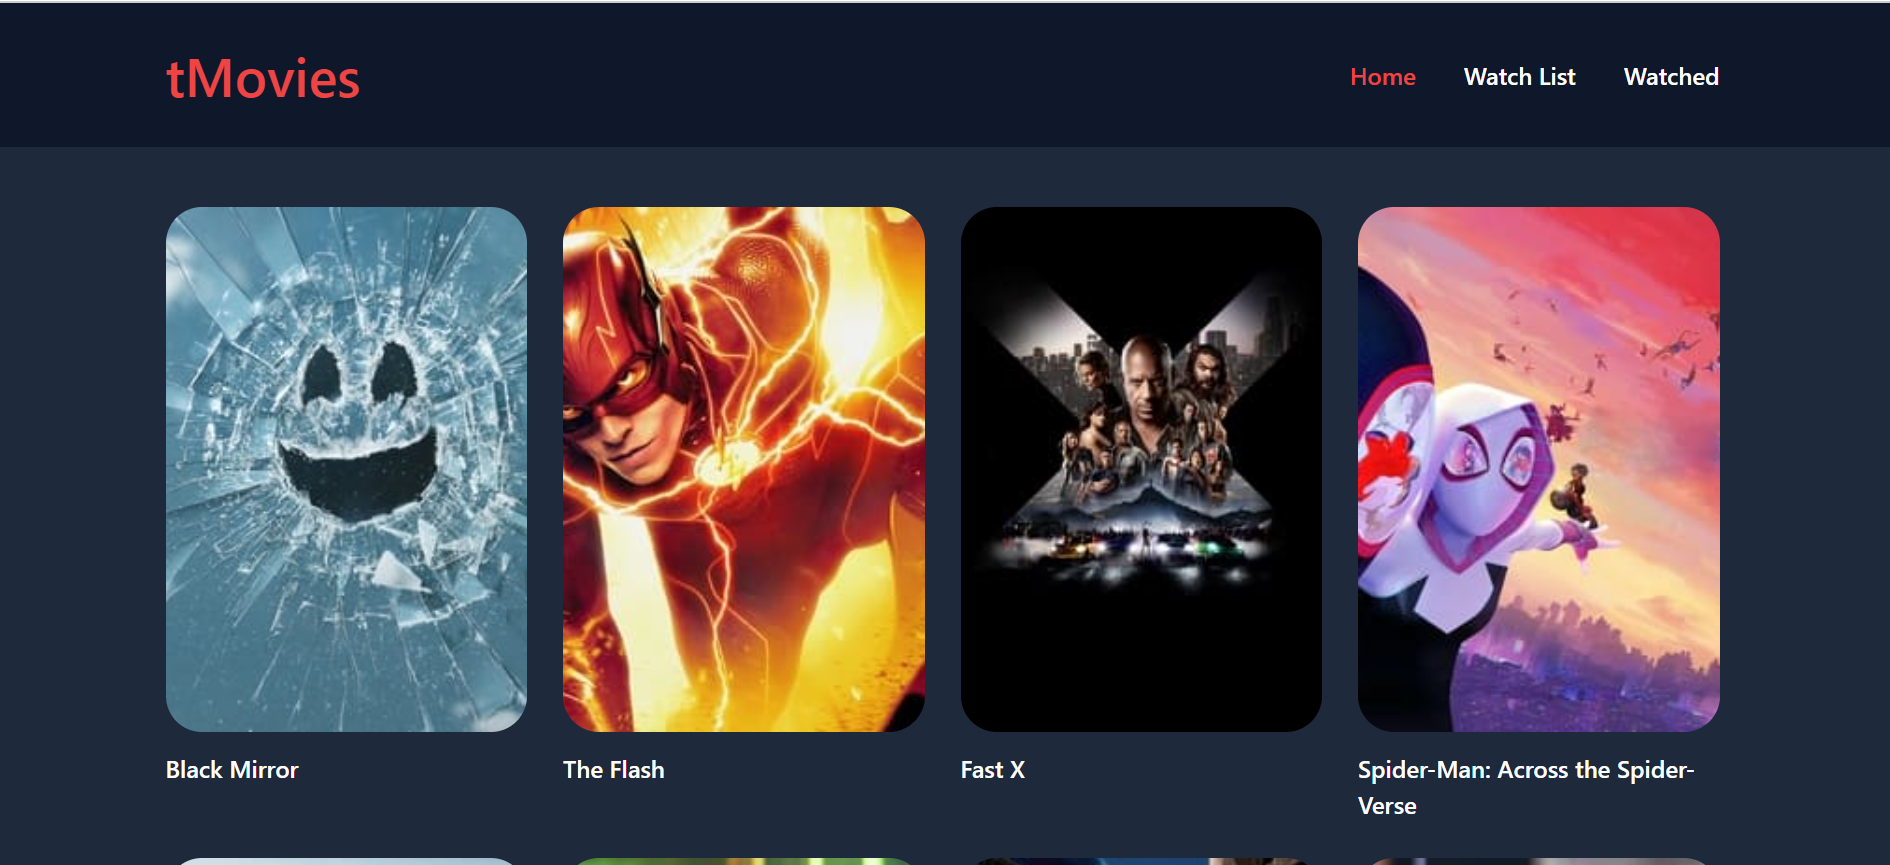 tMovies
Home
Watch List
Watched
Black Mirror
The Flash
Fast X
Spider-Man: Across the Spider-
Verse